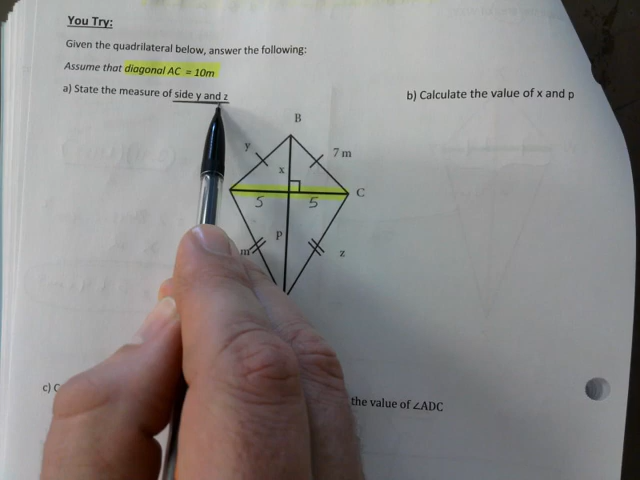 You Try:
Given the quadrilateral below, answer the following:
Assume that diagonal AC = 10m
a) State the measure of side y and z
b) Calculate the value of x and p
B
y
7 m
x
C
5
5
p
m
z
c) C
the value of ∠ADC